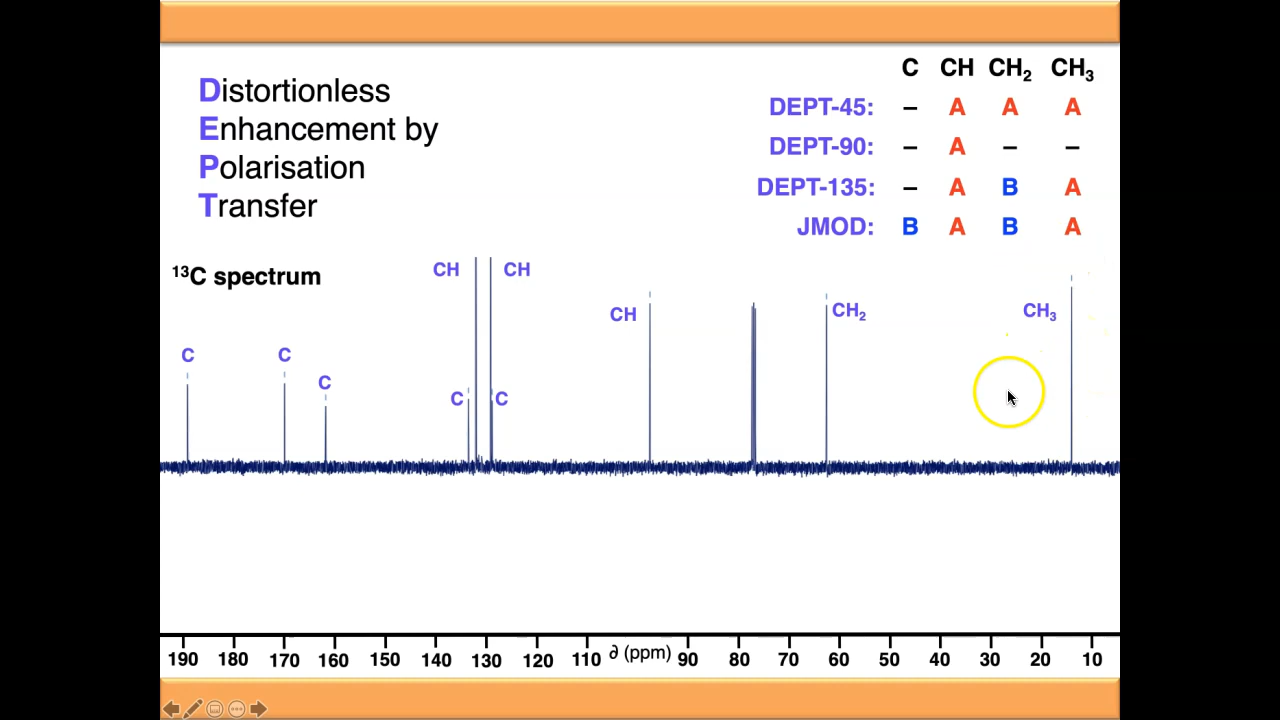 Distortionless
Enhancement by
Polarisation
Transfer
C CH CH₂ CH₃
DEPT-45: – A A A
DEPT-90: – A – –
DEPT-135: – A B A
JMOD: B A B A
¹³C spectrum
CH CH
CH CH₂ CH₃
C C
C
C C
190 180 170 160 150 140 130 120 110 ∂ (ppm) 90 80 70 60 50 40 30 20 10